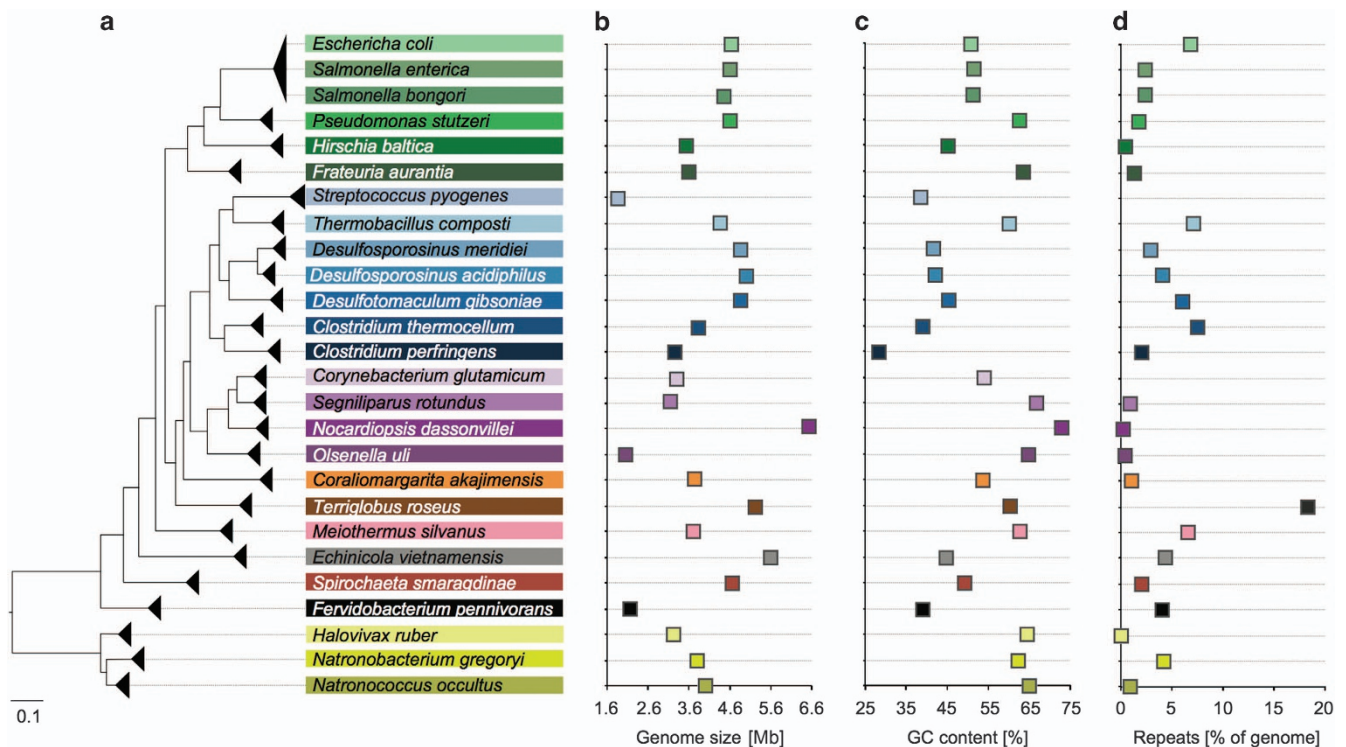 a b c d
Escherichia coli
Salmonella enterica
Salmonella bongori
Pseudomonas stutzeri
Hirschia baltica
Frateuria aurantia
Streptococcus pyogenes
Thermobacillus composti
Desulfosporosinus meridiei
Desulfosporosinus acidiphilus
Desulfotomaculum gibsoniae
Clostridium thermocellum
Clostridium perfringens
Corynebacterium glutamicum
Segniliparus rotundus
Nocardiopsis dassonvillei
Olsenella uli
Coraliomargarita akajimensis
Terriglobus roseus
Meiothermus silvanus
Echinicola vietnamensis
Spirochaeta smaragdinae
Fervidobacterium pennivorans
Halovivax ruber
Natronobacterium gregoryi
Natronococcus occultus
0.1
1.6 2.6 3.6 4.6 5.6 6.6 25 35 45 55 65 75 0 5 10 15 20
Genome size [Mb] GC content [%] Repeats [% of genome]